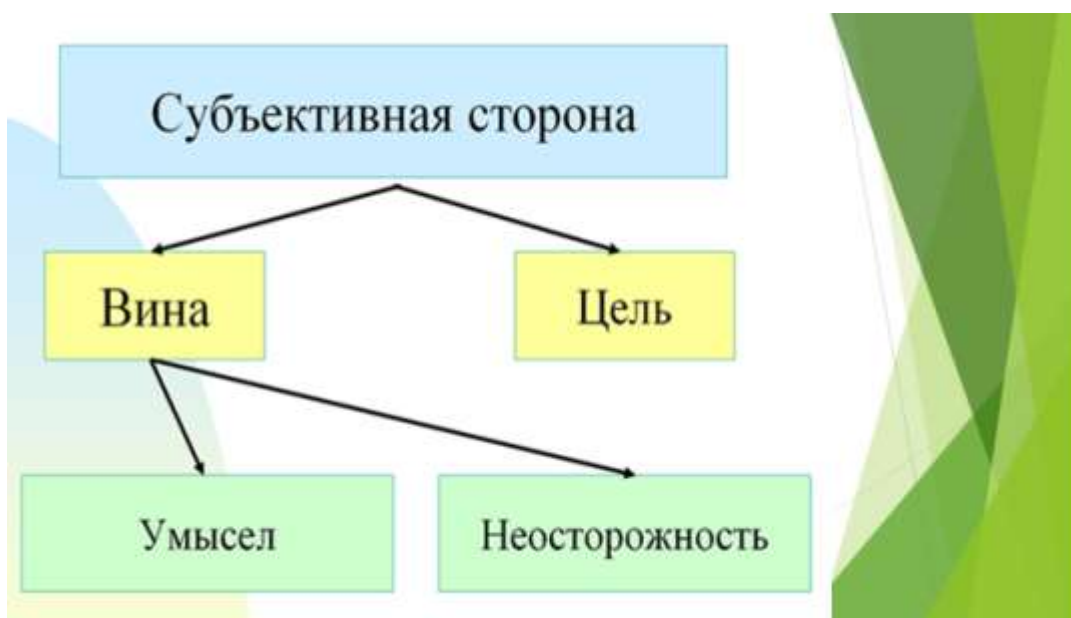 Субъективная сторона
Вина
Цель
Умысел
Неосторожность